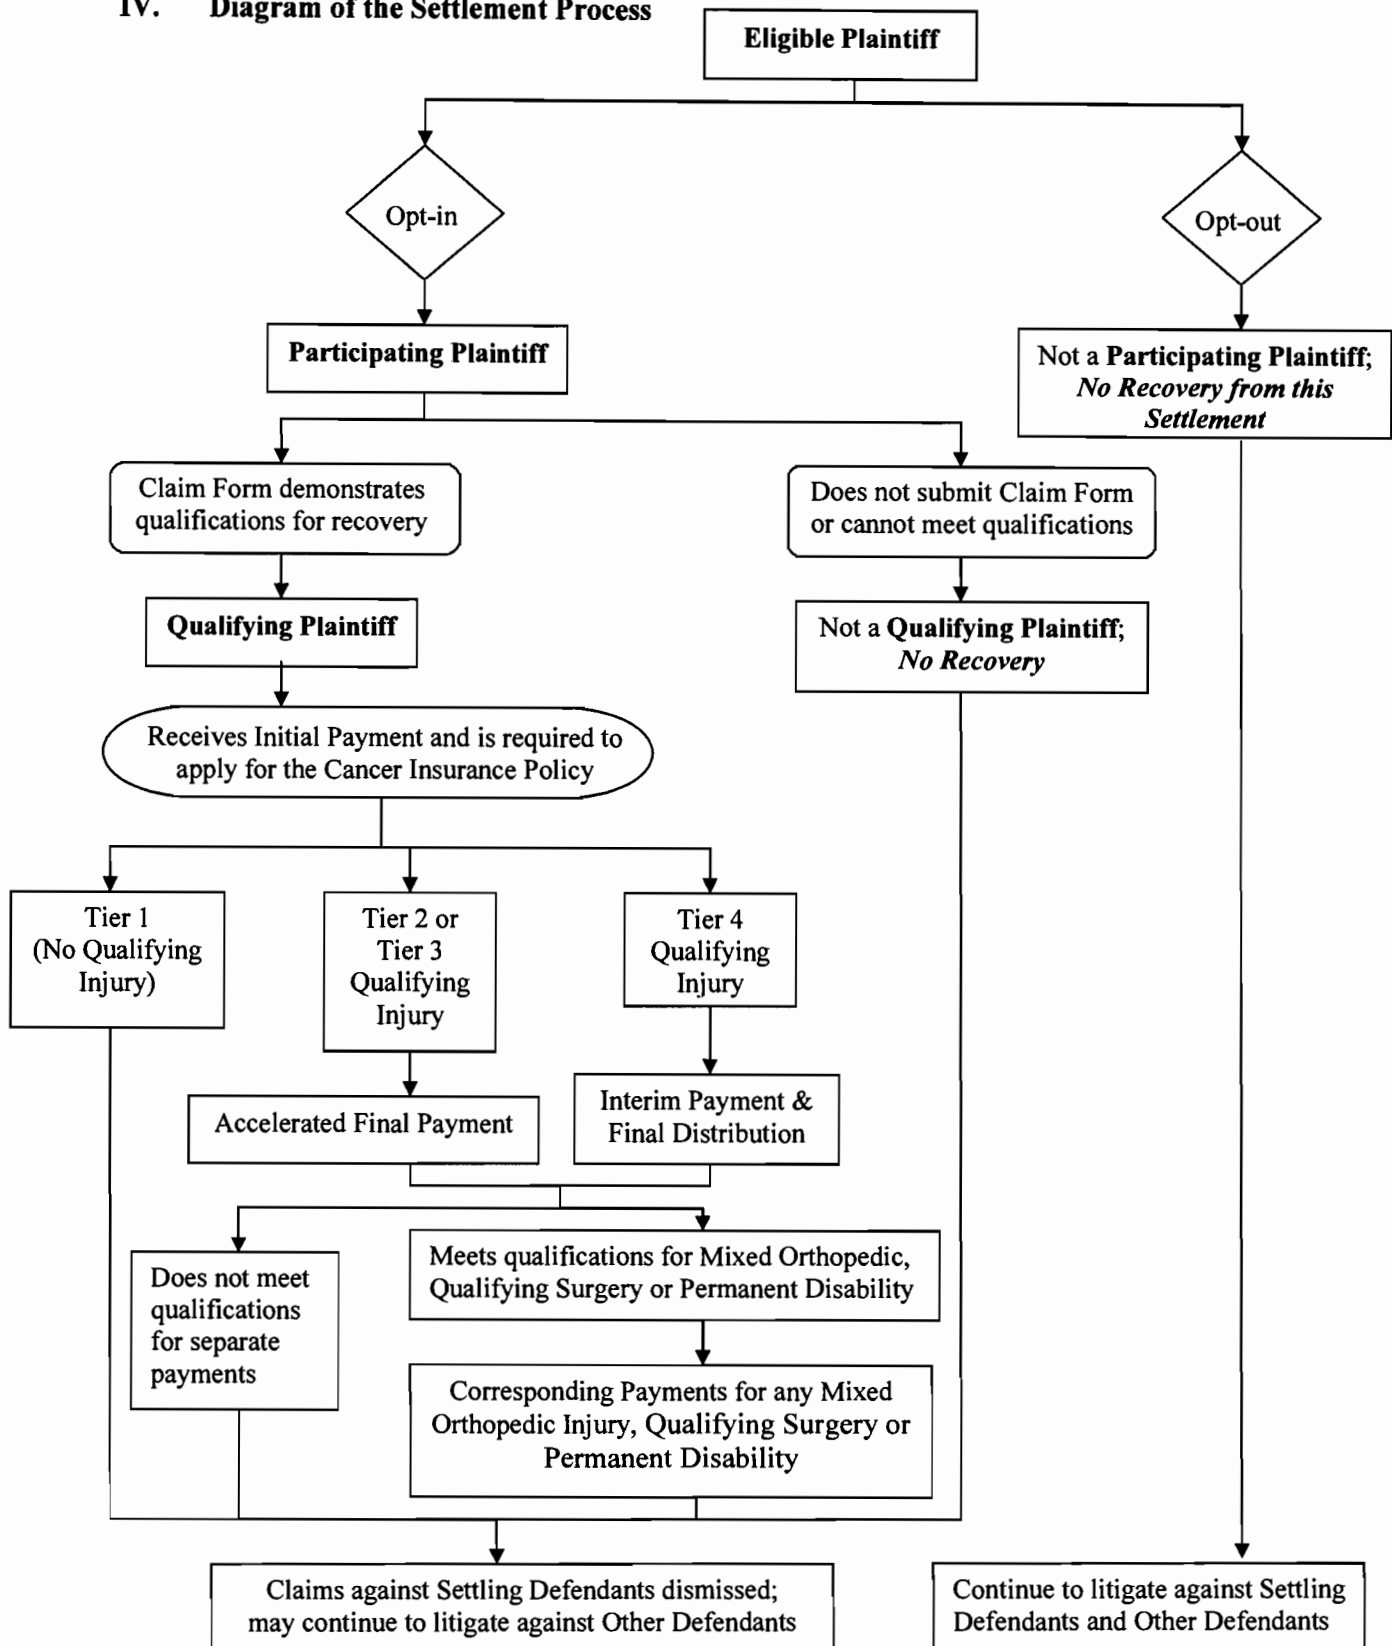 IV. Diagram of the Settlement Process
Eligible Plaintiff
Opt-in
Opt-out
Participating Plaintiff
Not a Participating Plaintiff;
No Recovery from this
Settlement
Claim Form demonstrates
qualifications for recovery
Does not submit Claim Form
or cannot meet qualifications
Qualifying Plaintiff
Not a Qualifying Plaintiff;
No Recovery
Receives Initial Payment and is required to
apply for the Cancer Insurance Policy
Tier 1
(No Qualifying
Injury)
Tier 2 or
Tier 3
Qualifying
Injury
Tier 4
Qualifying
Injury
Accelerated Final Payment
Interim Payment &
Final Distribution
Does not meet
qualifications
for separate
payments
Meets qualifications for Mixed Orthopedic,
Qualifying Surgery or Permanent Disability
Corresponding Payments for any Mixed
Orthopedic Injury, Qualifying Surgery or
Permanent Disability
Claims against Settling Defendants dismissed;
may continue to litigate against Other Defendants
Continue to litigate against Settling
Defendants and Other Defendants